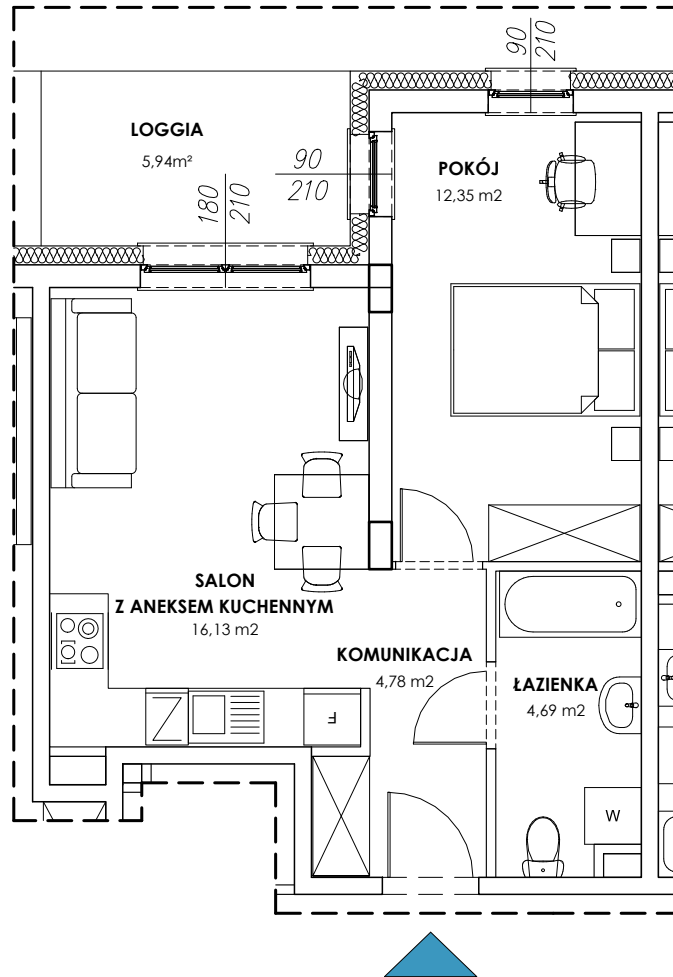 90
210
LOGGIA
5,94m²
90
210
180
210
POKÓJ
12,35 m2
SALON
Z ANEKSEM KUCHENNYM
16,13 m2
KOMUNIKACJA
4,78 m2
ŁAZIENKA
4,69 m2
F
W